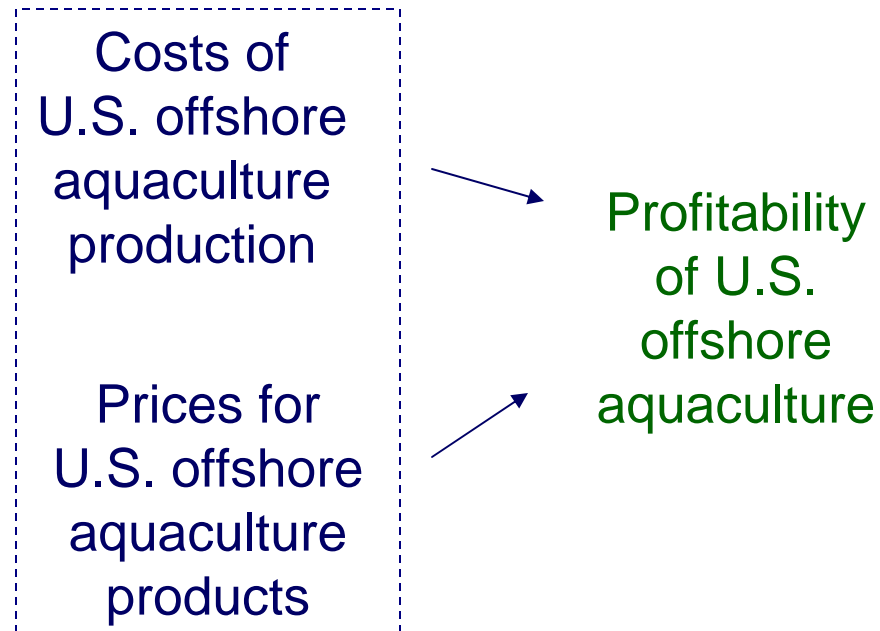 Costs of
U.S. offshore
aquaculture
production
Prices for
U.S. offshore
aquaculture
products
Profitability
of U.S.
offshore
aquaculture